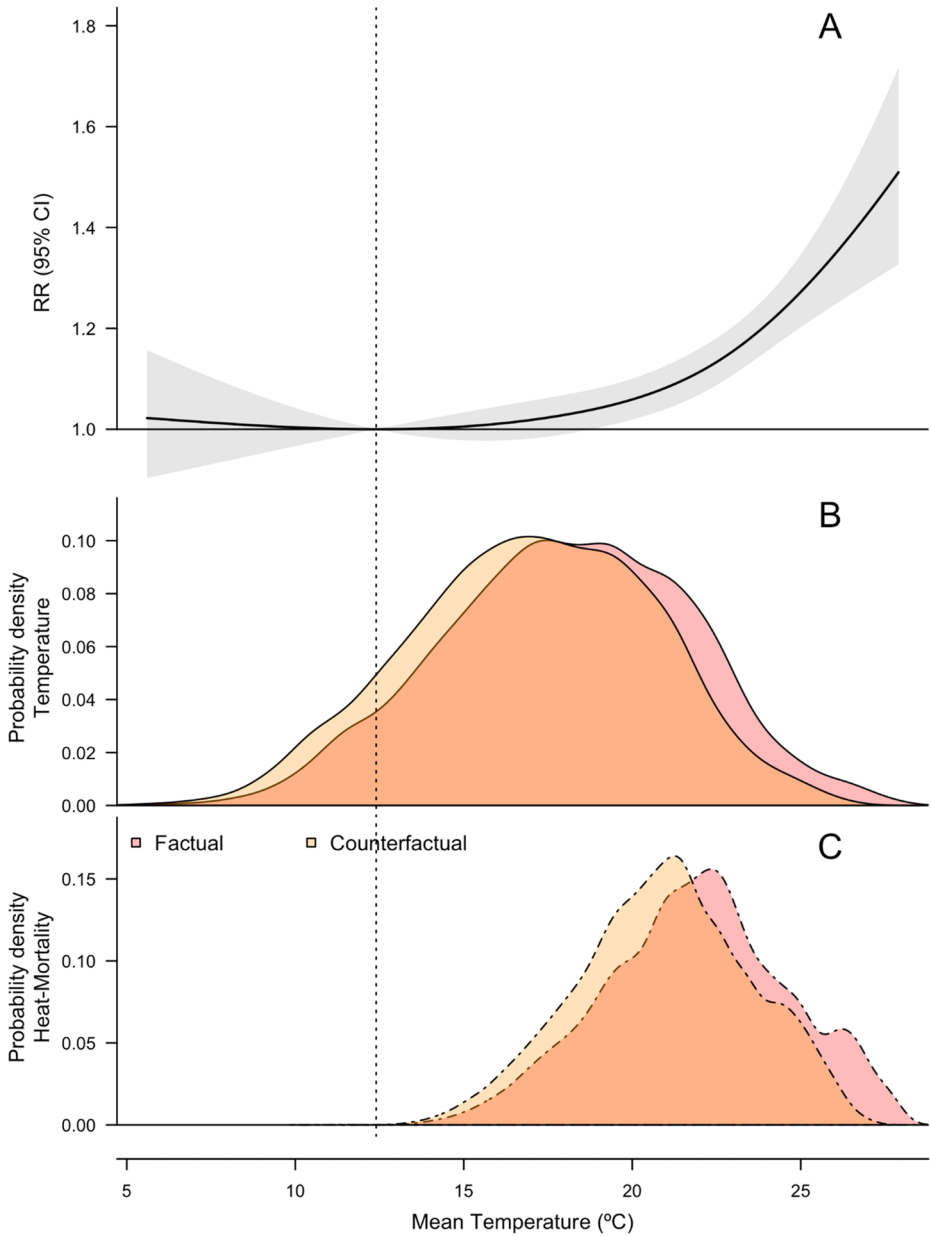 A
1.8
1.6
1.4
1.2
1.0
RR (95% CI)
B
0.10
0.08
0.06
0.04
0.02
0.00
Probability density
Temperature
Factual
Counterfactual
C
0.15
0.10
0.05
0.00
Probability density
Heat-Mortality
5 10 15 20 25
Mean Temperature (ºC)